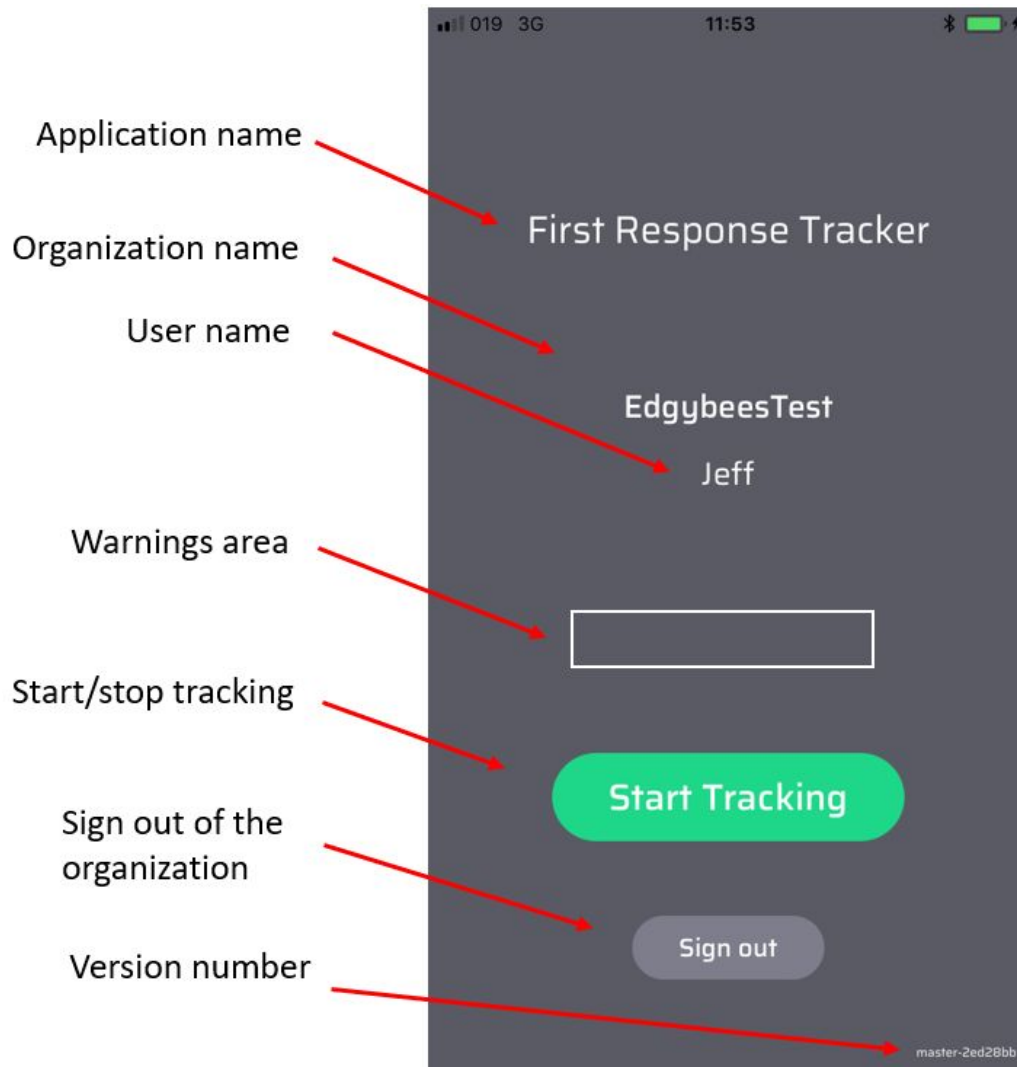 019 3G 11:53
Application name
First Response Tracker
Organization name
User name
EdgybeesTest
Jeff
Warnings area
Start/stop tracking
Start Tracking
Sign out of the
organization
Sign out
Version number
master-2ed28bb